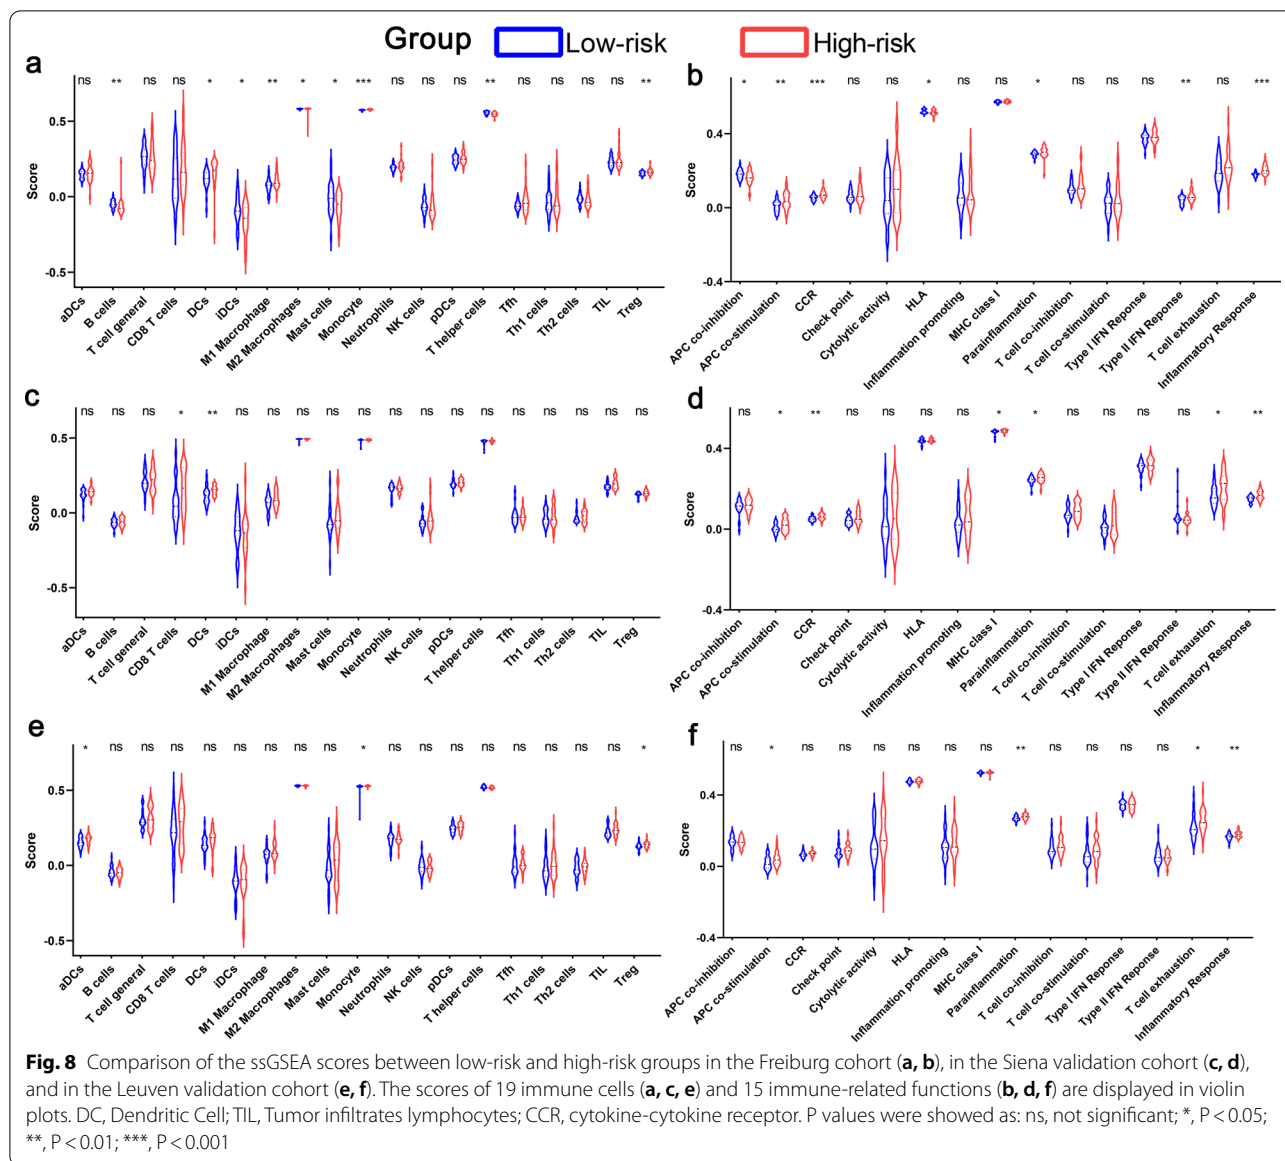 Group Low-risk High-risk
a
ns ** ns ns * * ** * * *** ns ns ns ** ns ns ns ns **
Score
0.5
0.0
-0.5
aDCs
B cells
T cell general
CD8 T cells
DCs
iDCs
M1 Macrophage
M2 Macrophages
Mast cells
Monocyte
Neutrophils
NK cells
pDCs
T helper cells
Tfh
Th1 cells
Th2 cells
TIL
Treg
b
* ** *** ns ns * ns ns * ns ns ns ** ns ***
Score
0.4
0.0
-0.4
APC co-inhibition
APC co-stimulation
CCR
Check point
Cytolytic activity
HLA
Inflammation promoting
MHC class I
Parainflammation
T cell co-inhibition
T cell co-stimulation
Type I IFN Reponse
Type II IFN Reponse
T cell exhaustion
Inflammatory Response
c
ns ns ns * ** ns ns ns ns ns ns ns ns ns ns ns ns ns ns
Score
0.5
0.0
-0.5
aDCs
B cells
T cell general
CD8 T cells
DCs
iDCs
M1 Macrophage
M2 Macrophages
Mast cells
Monocyte
Neutrophils
NK cells
pDCs
T helper cells
Tfh
Th1 cells
Th2 cells
TIL
Treg
d
ns * ** ns ns ns ns * * ns ns ns ns * **
Score
0.4
0.0
-0.4
APC co-inhibition
APC co-stimulation
CCR
Check point
Cytolytic activity
HLA
Inflammation promoting
MHC class I
Parainflammation
T cell co-inhibition
T cell co-stimulation
Type I IFN Reponse
Type II IFN Reponse
T cell exhaustion
Inflammatory Response
e
* ns ns ns ns ns ns ns ns * ns ns ns ns ns ns ns ns *
Score
0.5
0.0
-0.5
aDCs
B cells
T cell general
CD8 T cells
DCs
iDCs
M1 Macrophage
M2 Macrophages
Mast cells
Monocyte
Neutrophils
NK cells
pDCs
T helper cells
Tfh
Th1 cells
Th2 cells
TIL
Treg
f
ns * ns ns ns ns ns ns ** ns ns ns ns * **
Score
0.4
0.0
-0.4
APC co-inhibition
APC co-stimulation
CCR
Check point
Cytolytic activity
HLA
Inflammation promoting
MHC class I
Parainflammation
T cell co-inhibition
T cell co-stimulation
Type I IFN Reponse
Type II IFN Reponse
T cell exhaustion
Inflammatory Response
Fig. 8 Comparison of the ssGSEA scores between low-risk and high-risk groups in the Freiburg cohort (a, b), in the Siena validation cohort (c, d),
and in the Leuven validation cohort (e, f). The scores of 19 immune cells (a, c, e) and 15 immune-related functions (b, d, f) are displayed in violin
plots. DC, Dendritic Cell; TIL, Tumor infiltrates lymphocytes; CCR, cytokine-cytokine receptor. P values were showed as: ns, not significant; *, P < 0.05;
**, P < 0.01; ***, P < 0.001